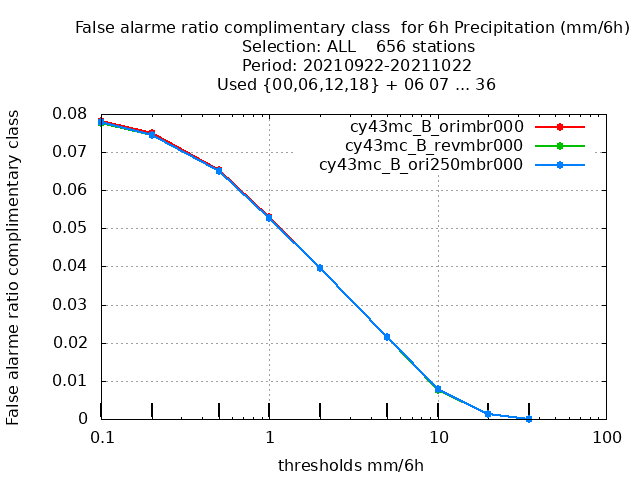 False alarme ratio complimentary class  for 6h Precipitation (mm/6h)
Selection: ALL    656 stations
Period: 20210922-20211022
Used {00,06,12,18} + 06 07 ... 36
False alarme ratio complimentary class
0.08
0.07
0.06
0.05
0.04
0.03
0.02
0.01
0
cy43mc_B_orimbr000
cy43mc_B_revmbr000
cy43mc_B_ori250mbr000
0.1 1 10 100
thresholds mm/6h